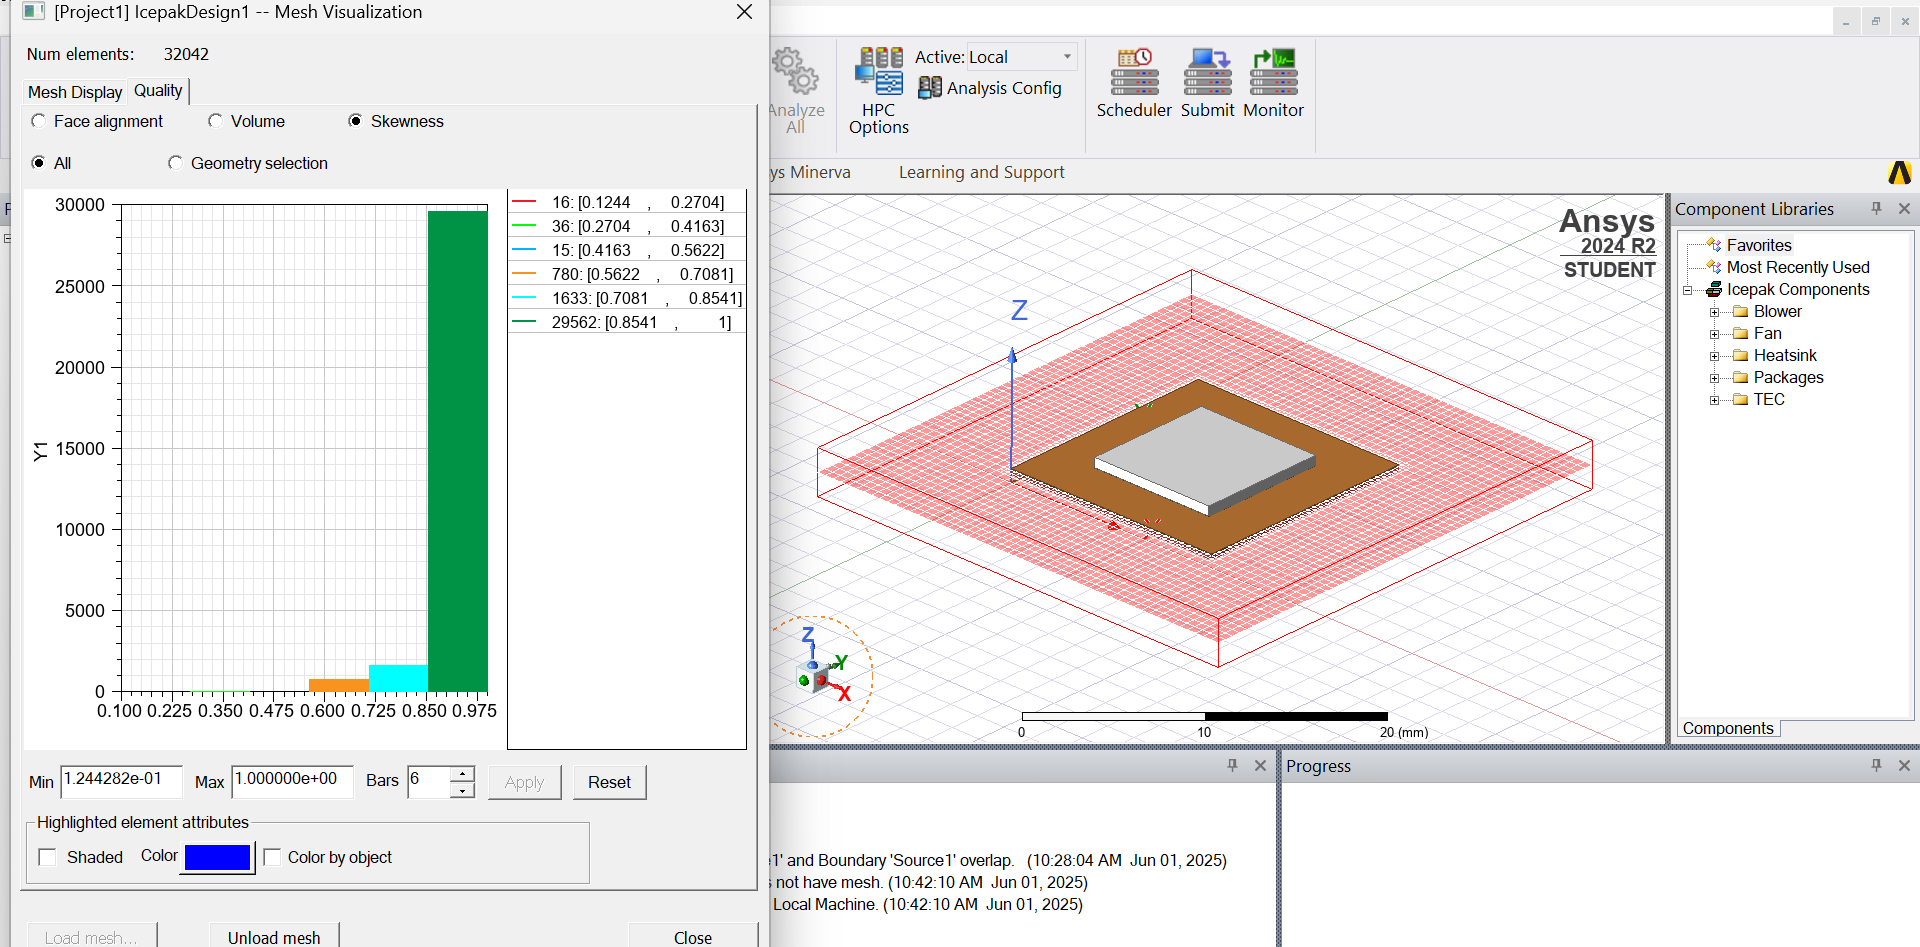 [Project1] IcepakDesign1 -- Mesh Visualization
Num elements: 32042
Mesh Display Quality
Face alignment Volume Skewness
All Geometry selection
Y1
30000
25000
20000
15000
10000
5000
0
0.100 0.225 0.350 0.475 0.600 0.725 0.850 0.975
16: [0.1244 , 0.2704]
36: [0.2704 , 0.4163]
15: [0.4163 , 0.5622]
780: [0.5622 , 0.7081]
1633: [0.7081 , 0.8541]
29562: [0.8541 , 1]
Min 1.244282e-01 Max 1.000000e+00 Bars 6 Apply Reset
Highlighted element attributes
Shaded Color Color by object
Load mesh... Unload mesh Close
Analyze
All
HPC
Options
Active: Local
Analysis Config
Scheduler Submit Monitor
ys Minerva Learning and Support
Ansys
2024 R2
STUDENT
Z
Z
Y
X
0 10 20 (mm)
Component Libraries
Favorites
Most Recently Used
Icepak Components
Blower
Fan
Heatsink
Packages
TEC
Components
1' and Boundary 'Source1' overlap. (10:28:04 AM Jun 01, 2025)
s not have mesh. (10:42:10 AM Jun 01, 2025)
Local Machine. (10:42:10 AM Jun 01, 2025)
Progress